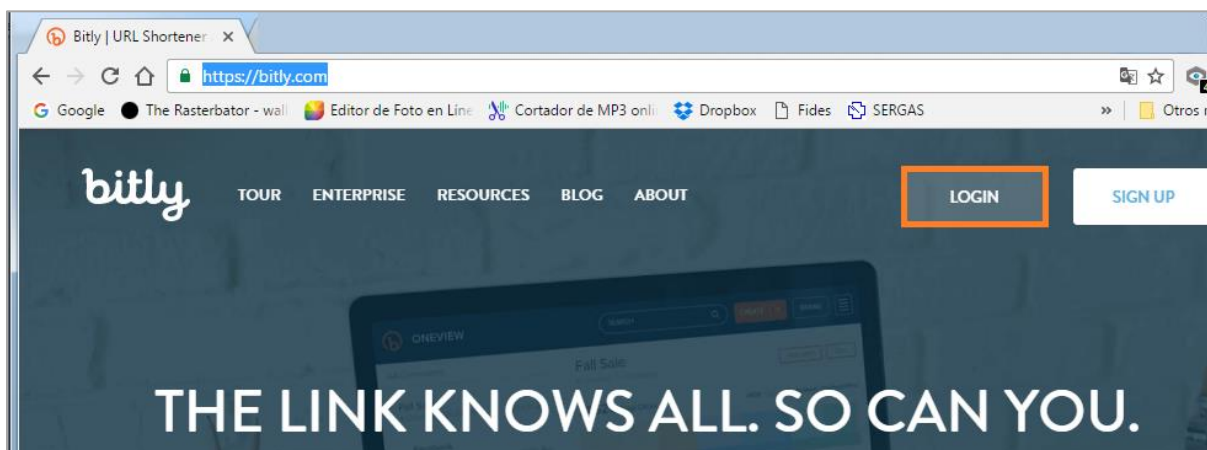 Bitly | URL Shortener
https://bitly.com
Google The Rasterbator - wall Editor de Foto en Líne Cortador de MP3 onli Dropbox Fides SERGAS » Otros
bitly TOUR ENTERPRISE RESOURCES BLOG ABOUT LOGIN SIGN UP
ONEVIEW SEARCH
Fall Sale
THE LINK KNOWS ALL. SO CAN YOU.